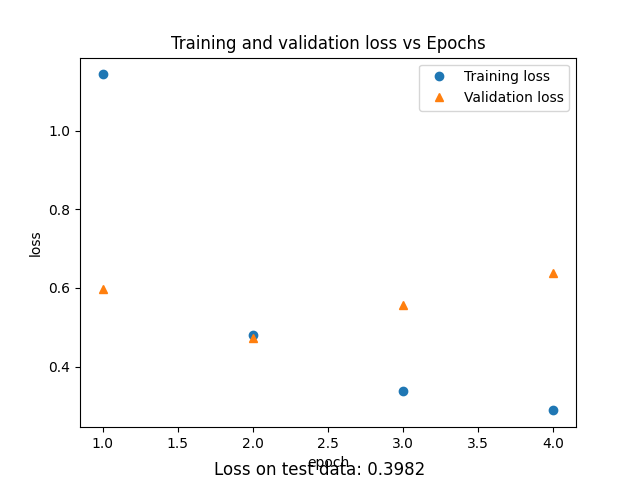 Training and validation loss vs Epochs
Training loss
Validation loss
1.0
0.8
0.6
0.4
loss
1.0 1.5 2.0 2.5 3.0 3.5 4.0
epoch
Loss on test data: 0.3982